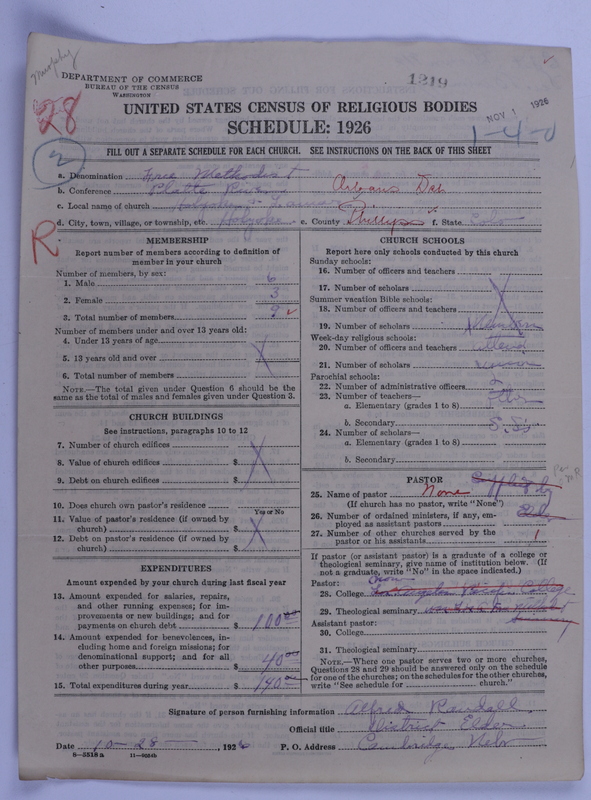 Murphy
DEPARTMENT OF COMMERCE
BUREAU OF THE CENSUS
WASHINGTON
1219
28
UNITED STATES CENSUS OF RELIGIOUS BODIES
NOV 1 1926
SCHEDULE: 1926
1-4-0
2
FILL OUT A SEPARATE SCHEDULE FOR EACH CHURCH. SEE INSTRUCTIONS ON THE BACK OF THIS SHEET
a. Denomination Free Methodist
b. Conference Platte River
c. Local name of church Holyoke
d. City, town, village, or township, etc. Holyoke e. County Phillips f. State Colo
R
MEMBERSHIP
Report number of members according to definition of
member in your church
Number of members, by sex:
1. Male 6
2. Female 3
3. Total number of members 9
Number of members under and over 13 years old:
4. Under 13 years of age
5. 13 years old and over
6. Total number of members
NOTE.—The total given under Question 6 should be
the same as the total of males and females given under Question 3.
CHURCH BUILDINGS
See instructions, paragraphs 10 to 12
7. Number of church edifices
8. Value of church edifices $
9. Debt on church edifices $
10. Does church own pastor's residence
Yes or No
11. Value of pastor's residence (if owned by
church) $
12. Debt on pastor's residence (if owned by
church) $
EXPENDITURES
Amount expended by your church during last fiscal year
13. Amount expended for salaries, repairs,
and other running expenses; for im-
provements or new buildings; and for
payments on church debt $ 100 00
14. Amount expended for benevolences, in-
cluding home and foreign missions; for
denominational support; and for all
other purposes $ 40 00
15. Total expenditures during year $ 140 00
CHURCH SCHOOLS
Report here only schools conducted by this church
Sunday schools:
16. Number of officers and teachers
17. Number of scholars
Summer vacation Bible schools:
18. Number of officers and teachers
19. Number of scholars
Week-day religious schools:
20. Number of officers and teachers Attend
21. Number of scholars
Parochial schools:
22. Number of administrative officers
23. Number of teachers—
a. Elementary (grades 1 to 8) other
b. Secondary S.S's
24. Number of scholars—
a. Elementary (grades 1 to 8)
b. Secondary
PASTOR
25. Name of pastor None
(If church has no pastor, write "None")
26. Number of ordained ministers, if any, em-
ployed as assistant pastors
27. Number of other churches served by the
pastor or his assistants 1
If pastor (or assistant pastor) is a graduate of a college or
theological seminary, give name of institution below. (If
not a graduate, write "No" in the space indicated.)
Pastor: None
28. College College
29. Theological seminary
Seminary
Assistant pastor:
30. College
31. Theological seminary
NOTE.—Where one pastor serves two or more churches,
Questions 28 and 29 should be answered only on the schedule
for one of the churches; on the schedules for the other churches,
write "See schedule for church."
Signature of person furnishing information Alfred Randall
Official title District Elder
Date 10-28, 1926 P. O. Address Cambridge Nebr
8—3518 a 11—9024b